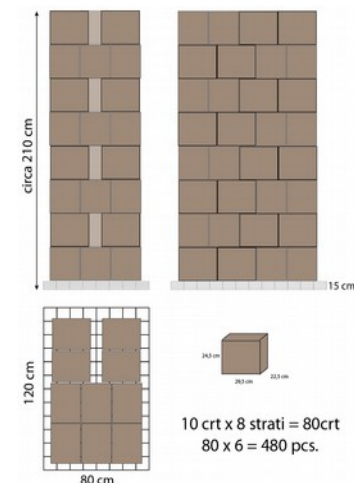 circa 210 cm
15 cm
120 cm
80 cm
24,5 cm
29,5 cm
22,5 cm
10 crt x 8 strati = 80crt
80 x 6 = 480 pcs.